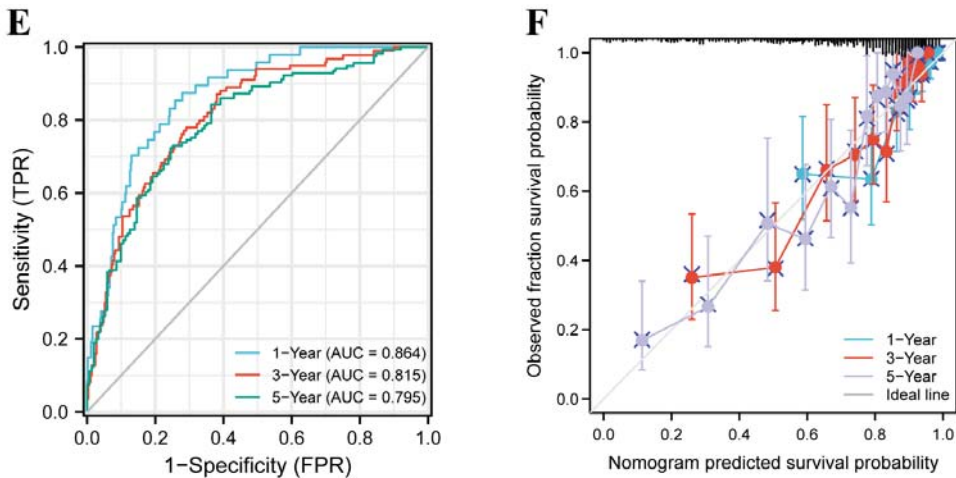 E
1.0
0.8
0.6
0.4
0.2
0.0
Sensitivity (TPR)
1-Year (AUC = 0.864)
3-Year (AUC = 0.815)
5-Year (AUC = 0.795)
0.0 0.2 0.4 0.6 0.8 1.0
1-Specificity (FPR)
F
1.0
0.8
0.6
0.4
0.2
0.0
Observed fraction survival probability
1-Year
3-Year
5-Year
Ideal line
0.0 0.2 0.4 0.6 0.8 1.0
Nomogram predicted survival probability